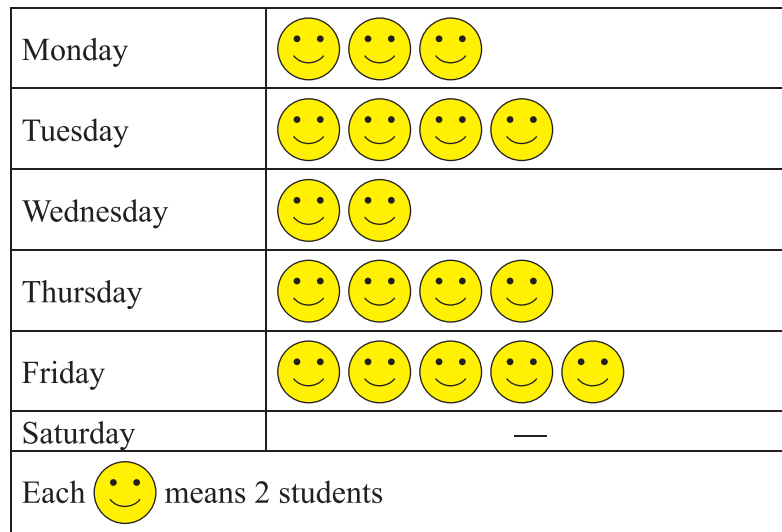 Monday
Tuesday
Wednesday
Thursday
Friday
Saturday —
Each means 2 students